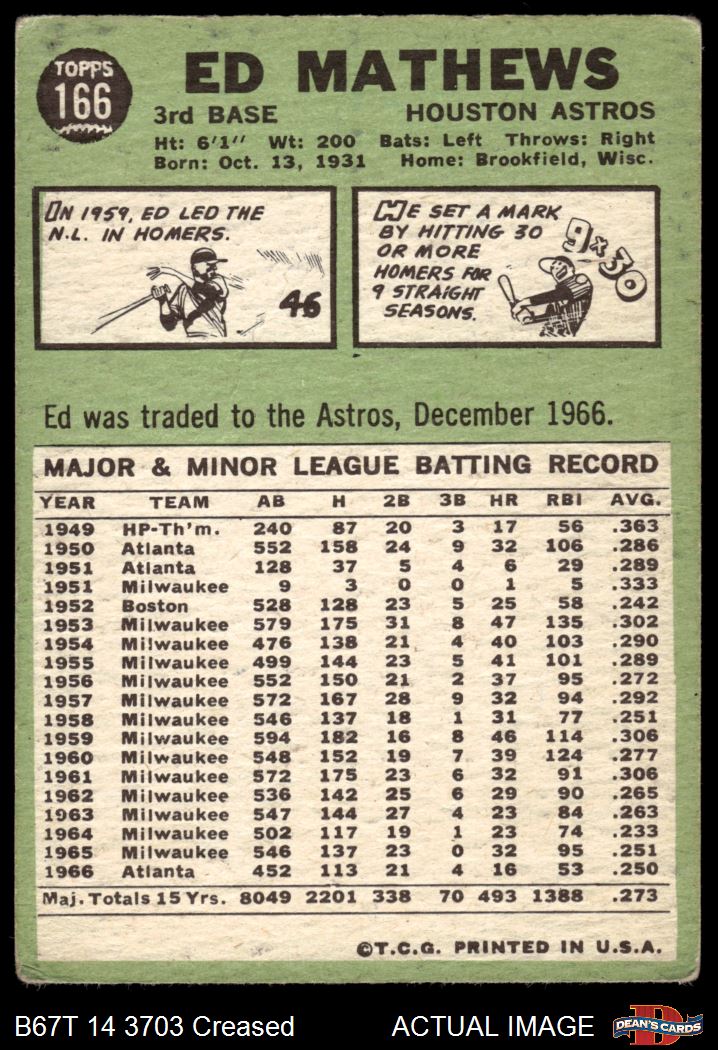 TOPPS
166
ED MATHEWS
3rd BASE HOUSTON ASTROS
Ht: 6'1" Wt: 200 Bats: Left Throws: Right
Born: Oct. 13, 1931 Home: Brookfield, Wisc.
IN 1959, ED LED THE
N.L. IN HOMERS.
46
HE SET A MARK
BY HITTING 30
OR MORE
HOMERS FOR
9 STRAIGHT
SEASONS.
9x30
Ed was traded to the Astros, December 1966.
MAJOR & MINOR LEAGUE BATTING RECORD
YEAR TEAM AB H 2B 3B HR RBI AVG.
1949 HP-Th'm. 240 87 20 3 17 56 .363
1950 Atlanta 552 158 24 9 32 106 .286
1951 Atlanta 128 37 5 4 6 29 .289
1951 Milwaukee 9 3 0 0 1 5 .333
1952 Boston 528 128 23 5 25 58 .242
1953 Milwaukee 579 175 31 8 47 135 .302
1954 Milwaukee 476 138 21 4 40 103 .290
1955 Milwaukee 499 144 23 5 41 101 .289
1956 Milwaukee 552 150 21 2 37 95 .272
1957 Milwaukee 572 167 28 9 32 94 .292
1958 Milwaukee 546 137 18 1 31 77 .251
1959 Milwaukee 594 182 16 8 46 114 .306
1960 Milwaukee 548 152 19 7 39 124 .277
1961 Milwaukee 572 175 23 6 32 91 .306
1962 Milwaukee 536 142 25 6 29 90 .265
1963 Milwaukee 547 144 27 4 23 84 .263
1964 Milwaukee 502 117 19 1 23 74 .233
1965 Milwaukee 546 137 23 0 32 95 .251
1966 Atlanta 452 113 21 4 16 53 .250
Maj. Totals 15 Yrs. 8049 2201 338 70 493 1388 .273
©T.C.G. PRINTED IN U.S.A.
B67T 14 3703 Creased ACTUAL IMAGE
D
DEAN'S CARDS